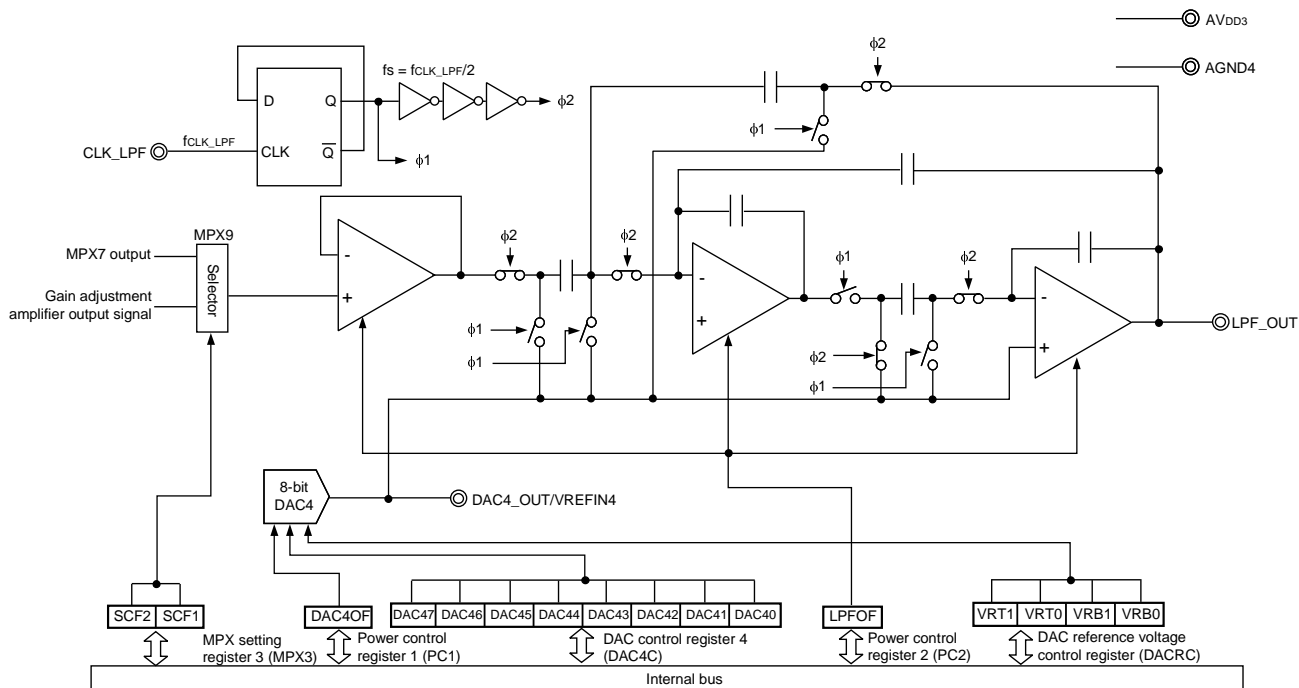 AVDD3
AGND4
fs = fCLK_LPF/2
ϕ2
D
Q
ϕ2
CLK_LPF
fCLK_LPF
CLK
Q
ϕ1
ϕ1
MPX9
MPX7 output
Gain adjustment
amplifier output signal
Selector
-
+
ϕ2
ϕ2
ϕ1
ϕ1
-
+
ϕ1
ϕ2
ϕ2
ϕ1
-
+
LPF_OUT
8-bit
DAC4
DAC4_OUT/VREFIN4
SCF2 SCF1
DAC4OF
DAC47 DAC46 DAC45 DAC44 DAC43 DAC42 DAC41 DAC40
LPFOF
VRT1 VRT0 VRB1 VRB0
MPX setting
register 3 (MPX3)
Power control
register 1 (PC1)
DAC control register 4
(DAC4C)
Power control
register 2 (PC2)
DAC reference voltage
control register (DACRC)
Internal bus